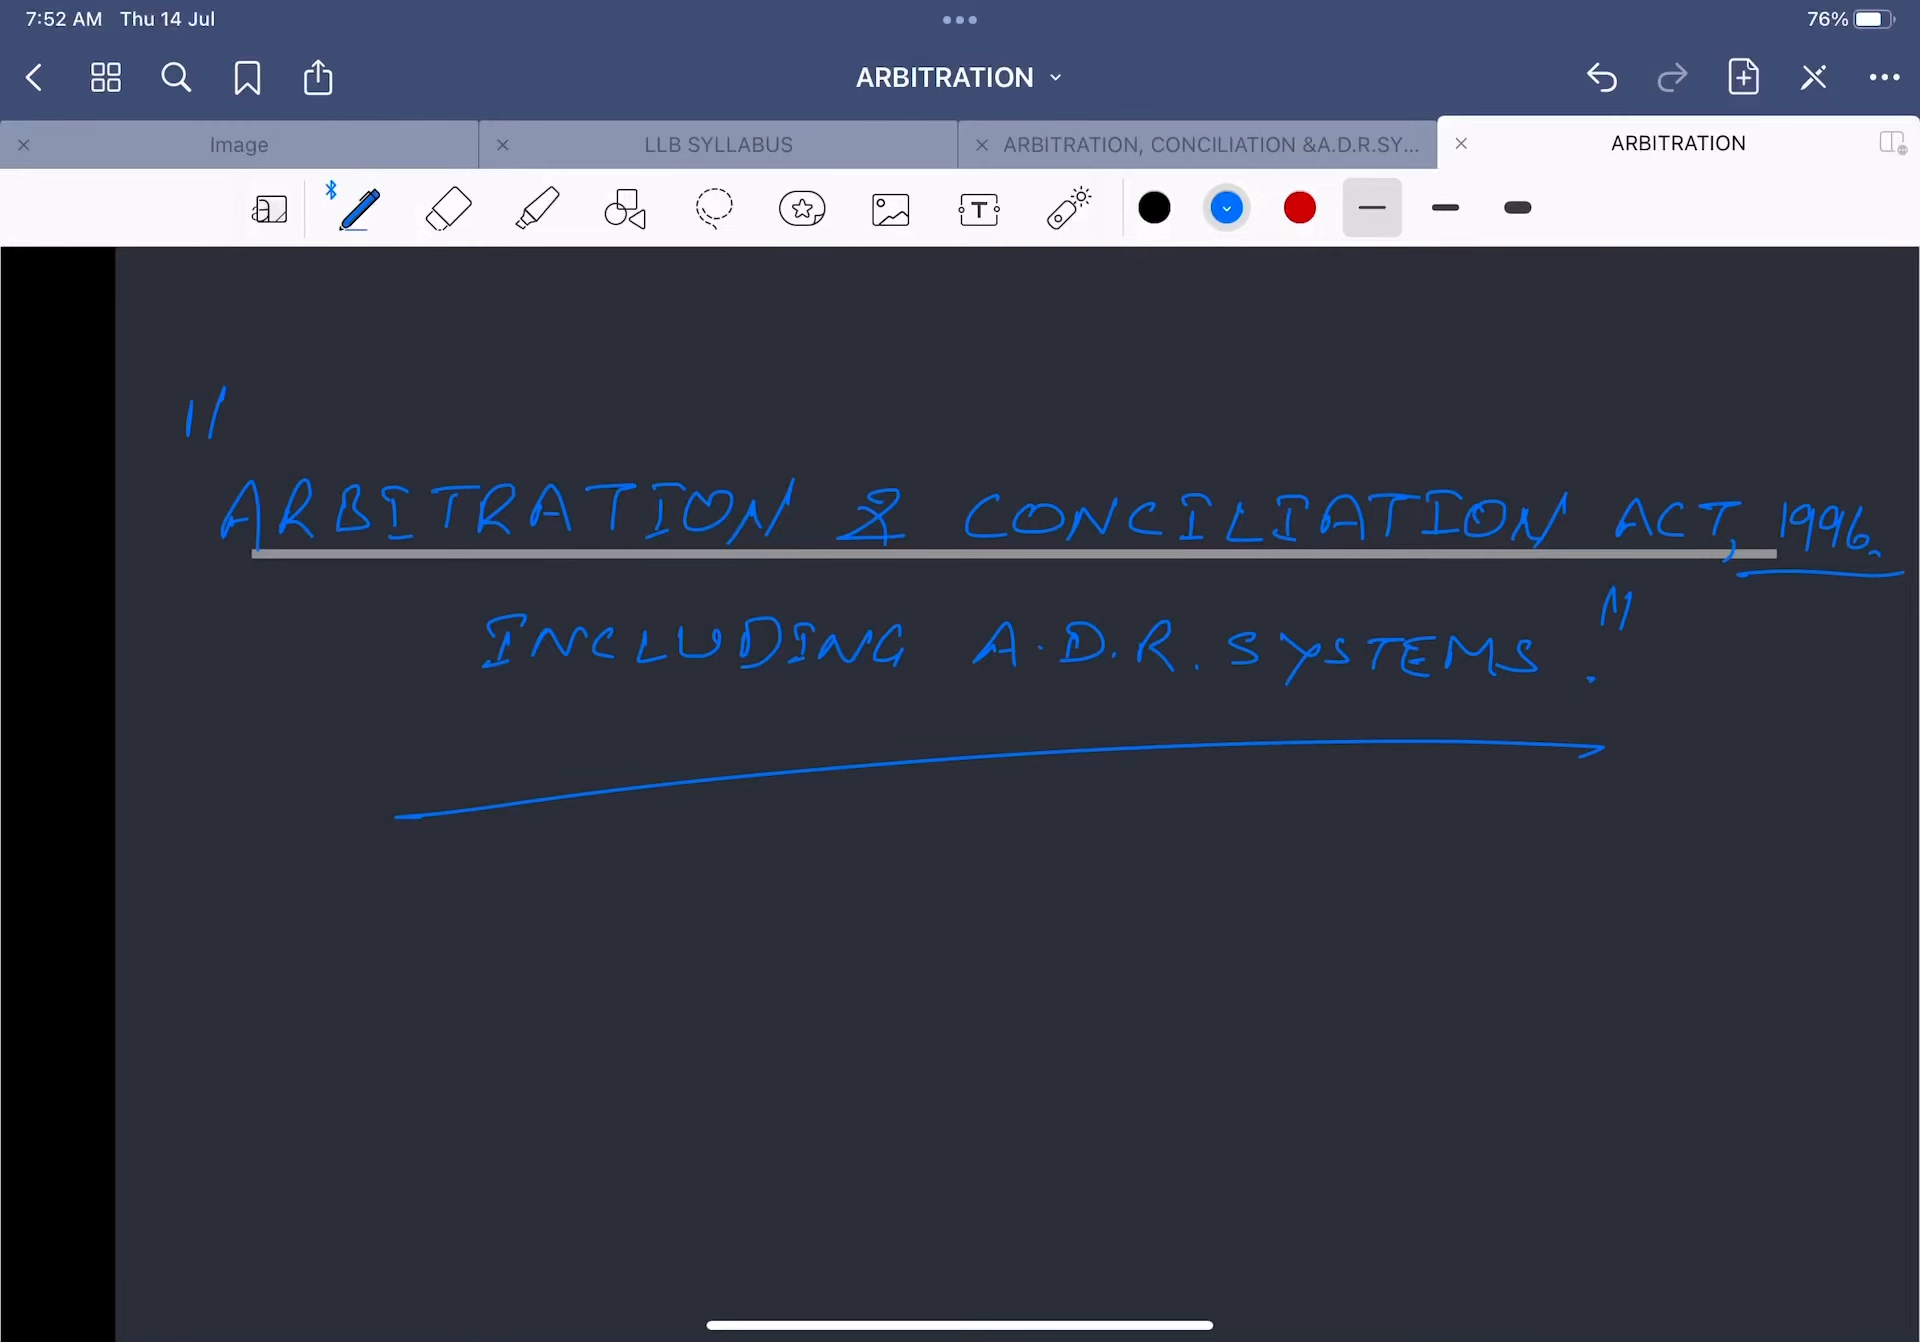 7:52 AM Thu 14 Jul
76%
ARBITRATION
Image
LLB SYLLABUS
ARBITRATION, CONCILIATION &A.D.R.SY...
ARBITRATION
"
ARBITRATION & CONCILIATION ACT, 1996.
INCLUDING A.D.R. SYSTEMS."